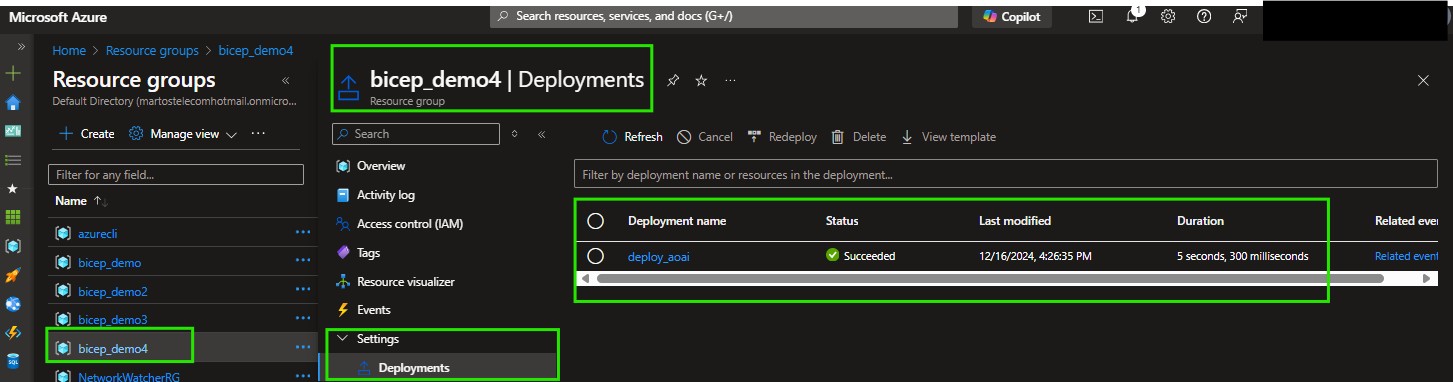 Microsoft Azure
Search resources, services, and docs (G+/)
Copilot
1
Home > Resource groups > bicep_demo4
Resource groups
Default Directory (martostelecomhotmail.onmicro...
Create
Manage view
...
Filter for any field...
Name
azurecli
bicep_demo
bicep_demo2
bicep_demo3
bicep_demo4
NetworkWatcherRG
bicep_demo4 | Deployments
Resource group
Search
Overview
Activity log
Access control (IAM)
Tags
Resource visualizer
Events
Settings
Deployments
Refresh
Cancel
Redeploy
Delete
View template
Filter by deployment name or resources in the deployment...
Deployment name Status Last modified Duration Related even
deploy_aoai Succeeded 12/16/2024, 4:26:35 PM 5 seconds, 300 milliseconds Related event
SQL